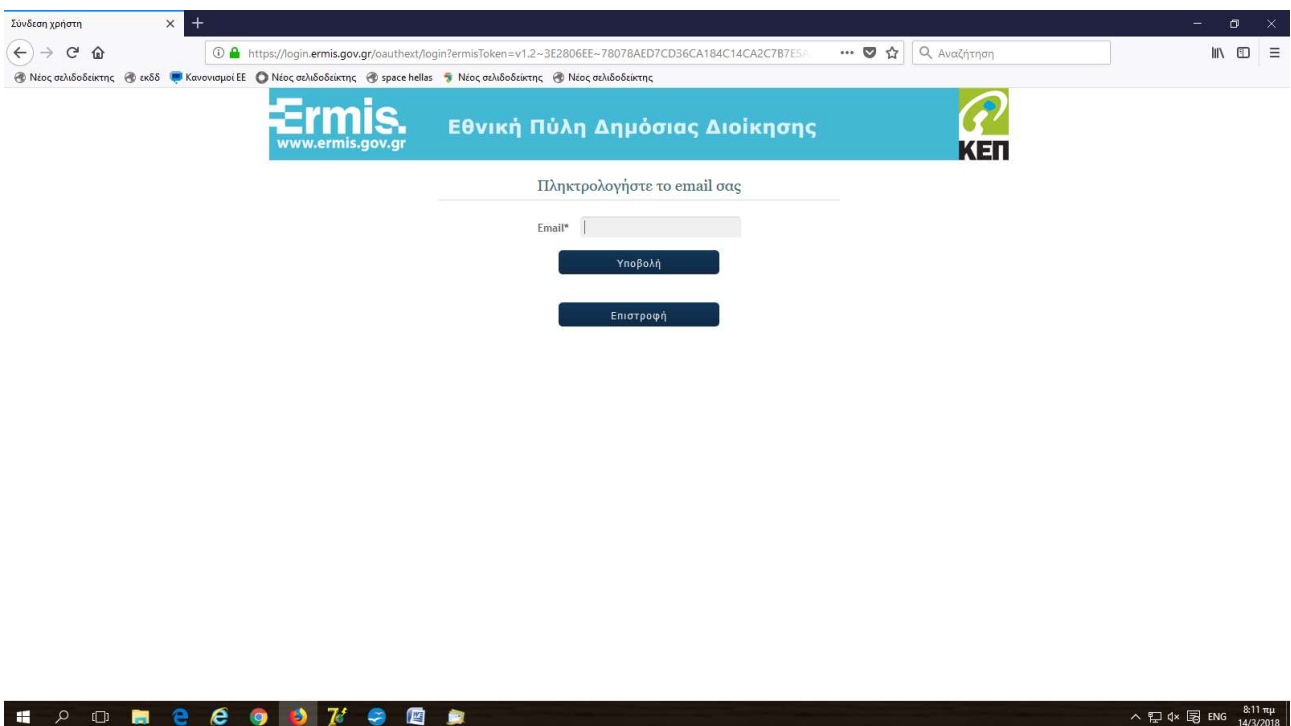 Σύνδεση χρήστη
https://login.ermis.gov.gr/oauthext/login?ermisToken=v1.2~3E2806EE~78078AED7CD36CA184C14CA2C7B7E5A
Αναζήτηση
Νέος σελιδοδείκτης εκδδ Κανονισμοί ΕΕ Νέος σελιδοδείκτης space hellas Νέος σελιδοδείκτης Νέος σελιδοδείκτης
Ermis.
www.ermis.gov.gr
Εθνική Πύλη Δημόσιας Διοίκησης
ΚΕΠ
Πληκτρολογήστε το email σας
Email*
Υποβολή
Επιστροφή
ENG
8:11 πμ
14/3/2018